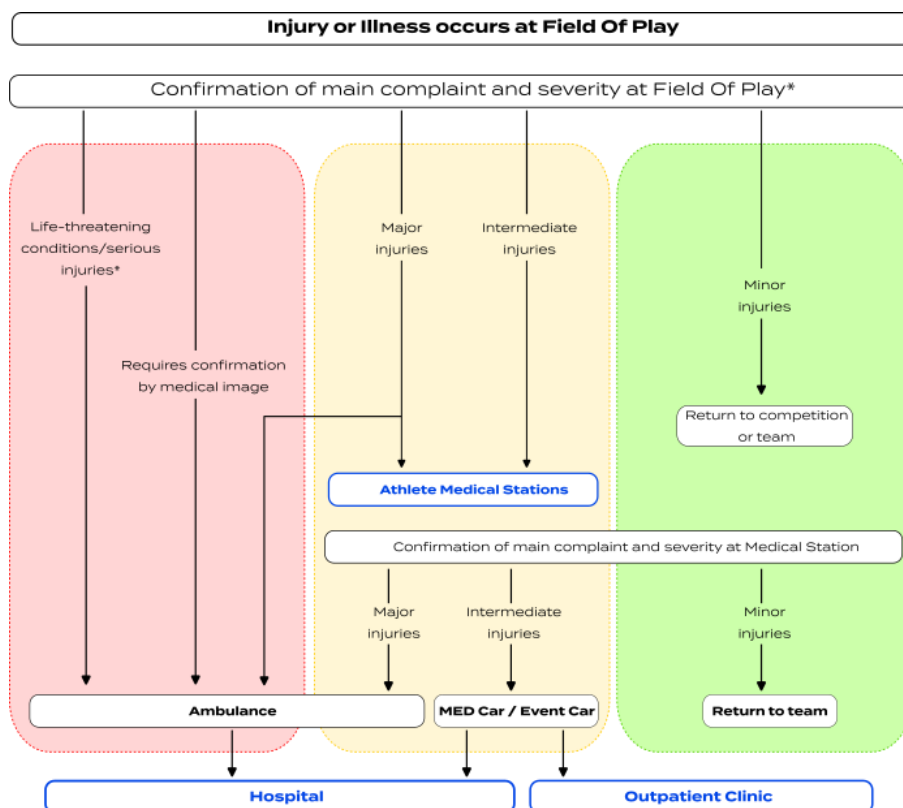 Injury or Illness occurs at Field Of Play
Confirmation of main complaint and severity at Field Of Play*
Life-threatening
conditions/serious
injuries*
Major
injuries
Intermediate
injuries
Minor
injuries
Requires confirmation
by medical image
Return to competition
or team
Athlete Medical Stations
Confirmation of main complaint and severity at Medical Station
Major
injuries
Intermediate
injuries
Minor
injuries
Ambulance
MED Car / Event Car
Return to team
Hospital
Outpatient Clinic